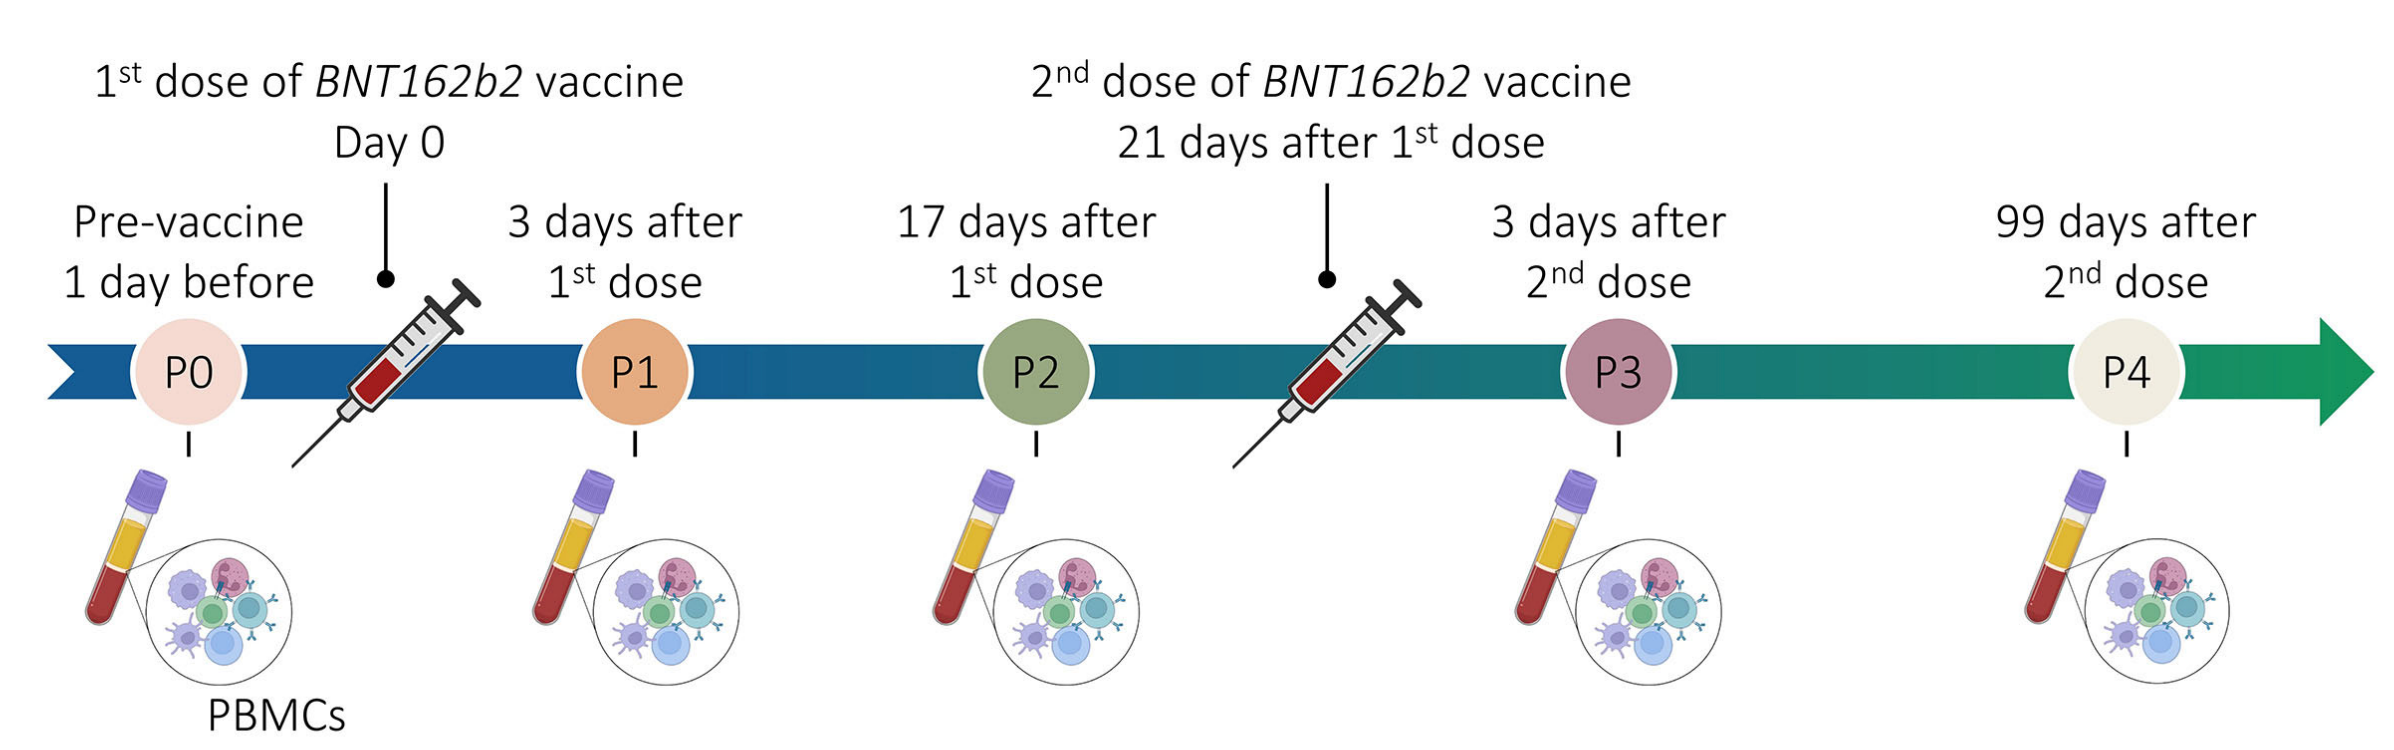 1st dose of BNT162b2 vaccine
Day 0
2nd dose of BNT162b2 vaccine
21 days after 1st dose
Pre-vaccine
1 day before
3 days after
1st dose
17 days after
1st dose
3 days after
2nd dose
99 days after
2nd dose
P0
P1
P2
P3
P4
PBMCs